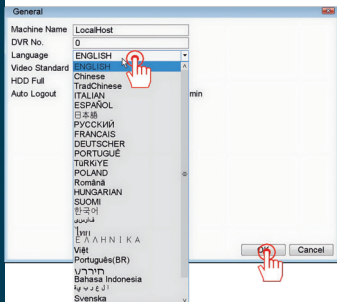 General
Machine Name LocalHost
DVR No. 0
Language ENGLISH
Video Standard ENGLISH
HDD Full Chinese
Auto Logout TradChinese min
ITALIAN
ESPAÑOL
日本語
РУССКИЙ
FRANCAIS
DEUTSCHER
PORTUGUÊ
TüRKiYE
POLAND
Română
HUNGARIAN
SUOMI
한국어
فارسی
ไทย
ΕΛΛΗΝΙΚΑ
Việt
Português(BR)
עברית
Bahasa Indonesia
العربية
Svenska
OK Cancel